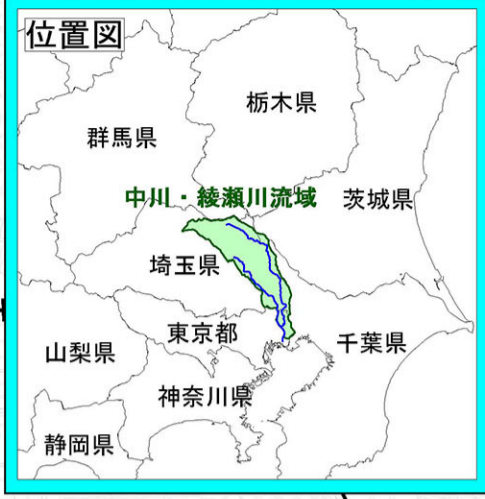 位置図
栃木県
群馬県
中川・綾瀬川流域
茨城県
埼玉県
東京都
千葉県
山梨県
神奈川県
静岡県